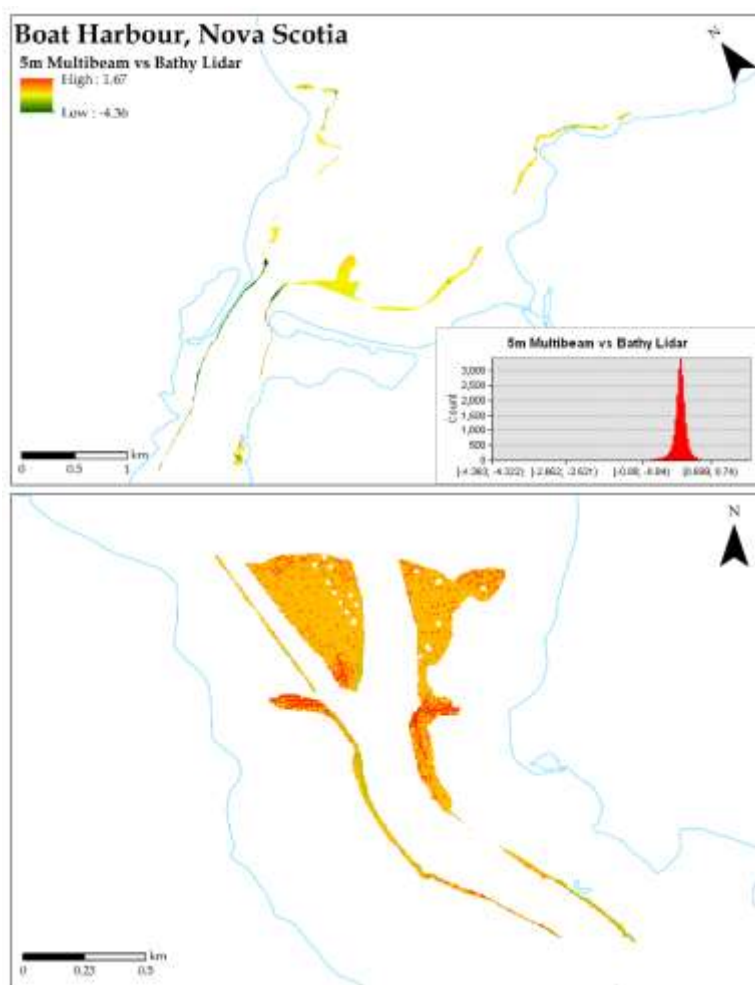 Boat Harbour, Nova Scotia
5m Multibeam vs Bathy Lidar
High : 1.67
Low : -4.36
N
5m Multibeam vs Bathy Lidar
Count
3,000
2,500
2,000
1,500
1,000
500
0
0 0.5 1
km
N
km
0 0.25 0.5